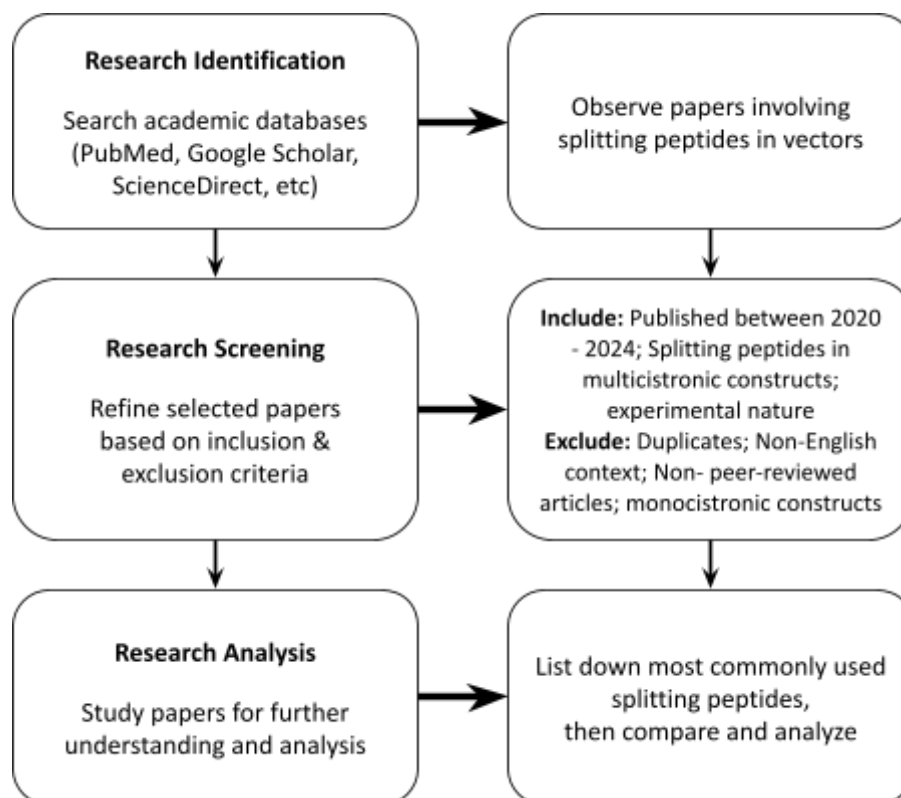 Research Identification
Search academic databases
(PubMed, Google Scholar,
ScienceDirect, etc)
Observe papers involving
splitting peptides in vectors
Research Screening
Refine selected papers
based on inclusion &
exclusion criteria
Include: Published between 2020
- 2024; Splitting peptides in
multicistronic constructs;
experimental nature
Exclude: Duplicates; Non-English
context; Non- peer-reviewed
articles; monocistronic constructs
Research Analysis
Study papers for further
understanding and analysis
List down most commonly used
splitting peptides,
then compare and analyze